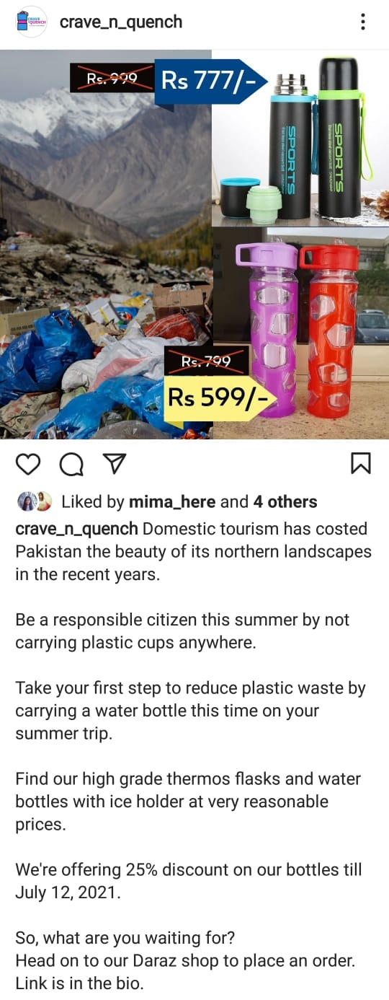 CRAVE
QUENCH
crave_n_quench
Rs. 999
Rs 777/-
SPORTS
SPORTS
Rs. 799
Rs 599/-
Liked by mima_here and 4 others
crave_n_quench Domestic tourism has costed
Pakistan the beauty of its northern landscapes
in the recent years.
Be a responsible citizen this summer by not
carrying plastic cups anywhere.
Take your first step to reduce plastic waste by
carrying a water bottle this time on your
summer trip.
Find our high grade thermos flasks and water
bottles with ice holder at very reasonable
prices.
We're offering 25% discount on our bottles till
July 12, 2021.
So, what are you waiting for?
Head on to our Daraz shop to place an order.
Link is in the bio.